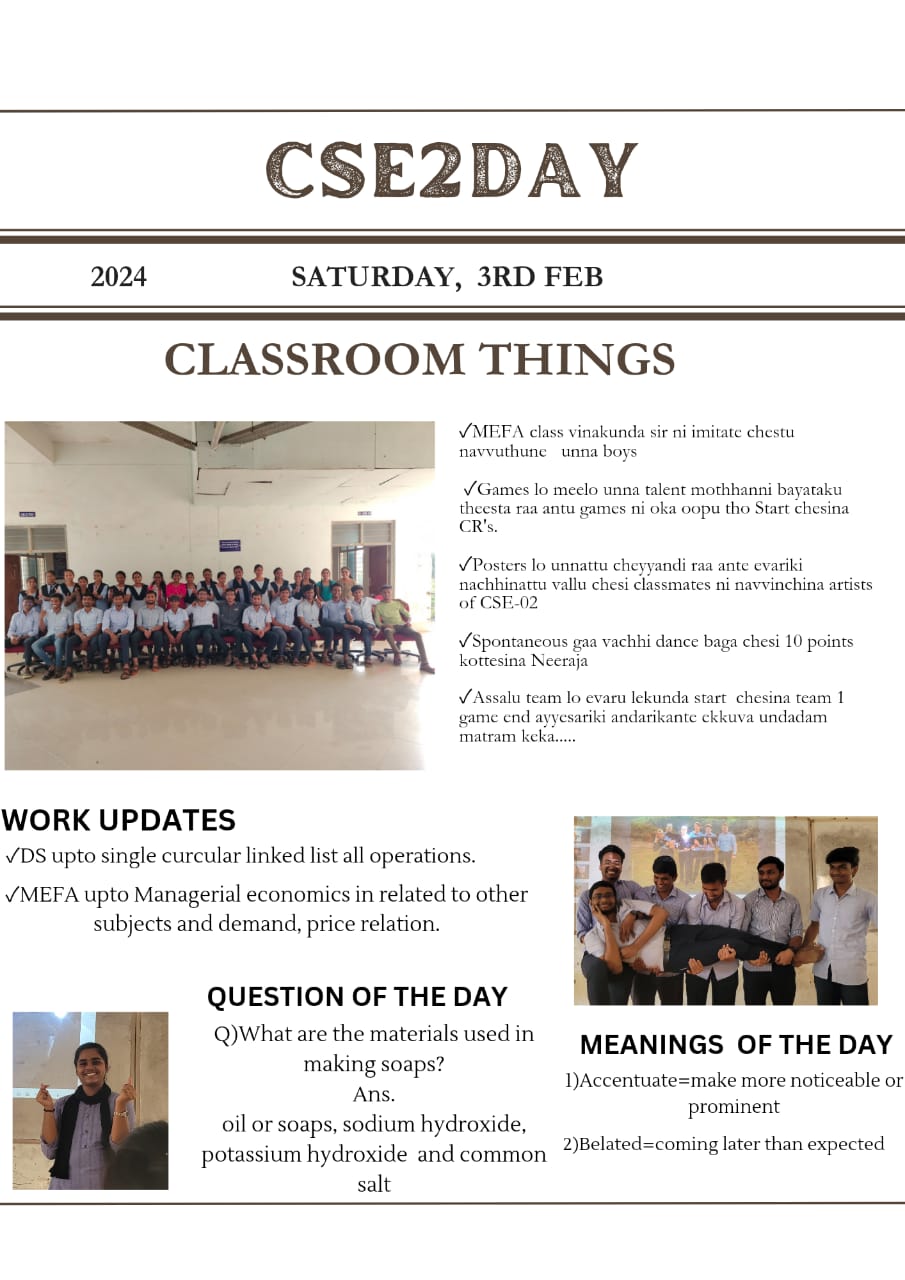 CSE2DAY
2024 SATURDAY, 3RD FEB
CLASSROOM THINGS
✓MEFA class vinakunda sir ni imitate chestu
navvuthune unna boys
✓Games lo meelo unna talent mothhanni bayataku
theesta raa antu games ni oka oopu tho Start chesina
CR's.
✓Posters lo unnattu cheyyandi raa ante evariki
nachhinattu vallu chesi classmates ni navvinchina artists
of CSE-02
✓Spontaneous gaa vachhi dance baga chesi 10 points
kottesina Neeraja
✓Assalu team lo evaru lekunda start chesina team 1
game end ayyesariki andarikante ekkuva undadam
matram keka.....
WORK UPDATES
✓DS upto single curcular linked list all operations.
✓MEFA upto Managerial economics in related to other
subjects and demand, price relation.
QUESTION OF THE DAY
Q)What are the materials used in
making soaps?
Ans.
oil or soaps, sodium hydroxide,
potassium hydroxide and common
salt
MEANINGS OF THE DAY
1)Accentuate=make more noticeable or
prominent
2)Belated=coming later than expected